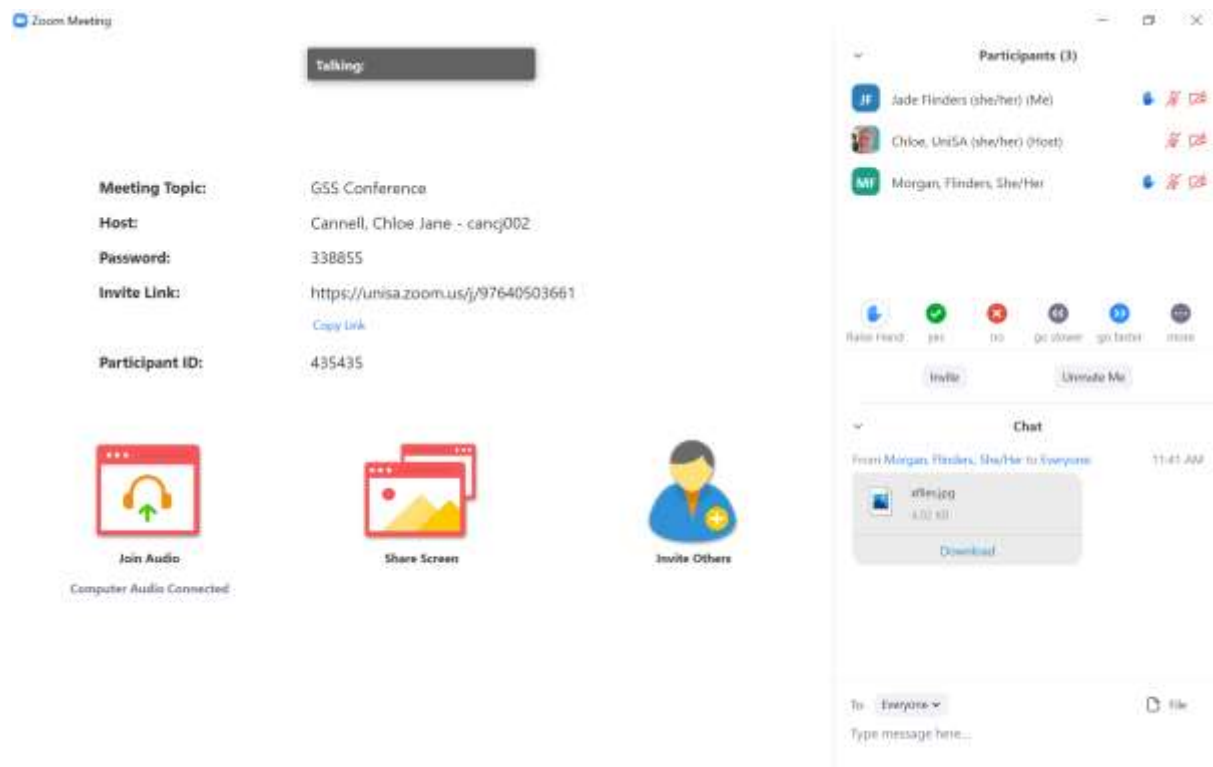 Zoom Meeting
Talking:
Meeting Topic: GSS Conference
Host: Cannell, Chloe Jane - cancj002
Password: 338855
Invite Link: https://unisa.zoom.us/j/97640503661
Copy Link
Participant ID: 435435
Join Audio
Share Screen
Invite Others
Computer Audio Connected
Participants (3)
JF Jade Flinders (she/her) (Me)
Chloe, UniSA (she/her) (Host)
MF Morgan, Flinders, She/Her
Raise Hand yes no go slower go faster more
Invite Unmute Me
Chat
From Morgan, Flinders, She/Her to Everyone: 11:41 AM
4.02 KB
Download
To: Everyone File
Type message here...